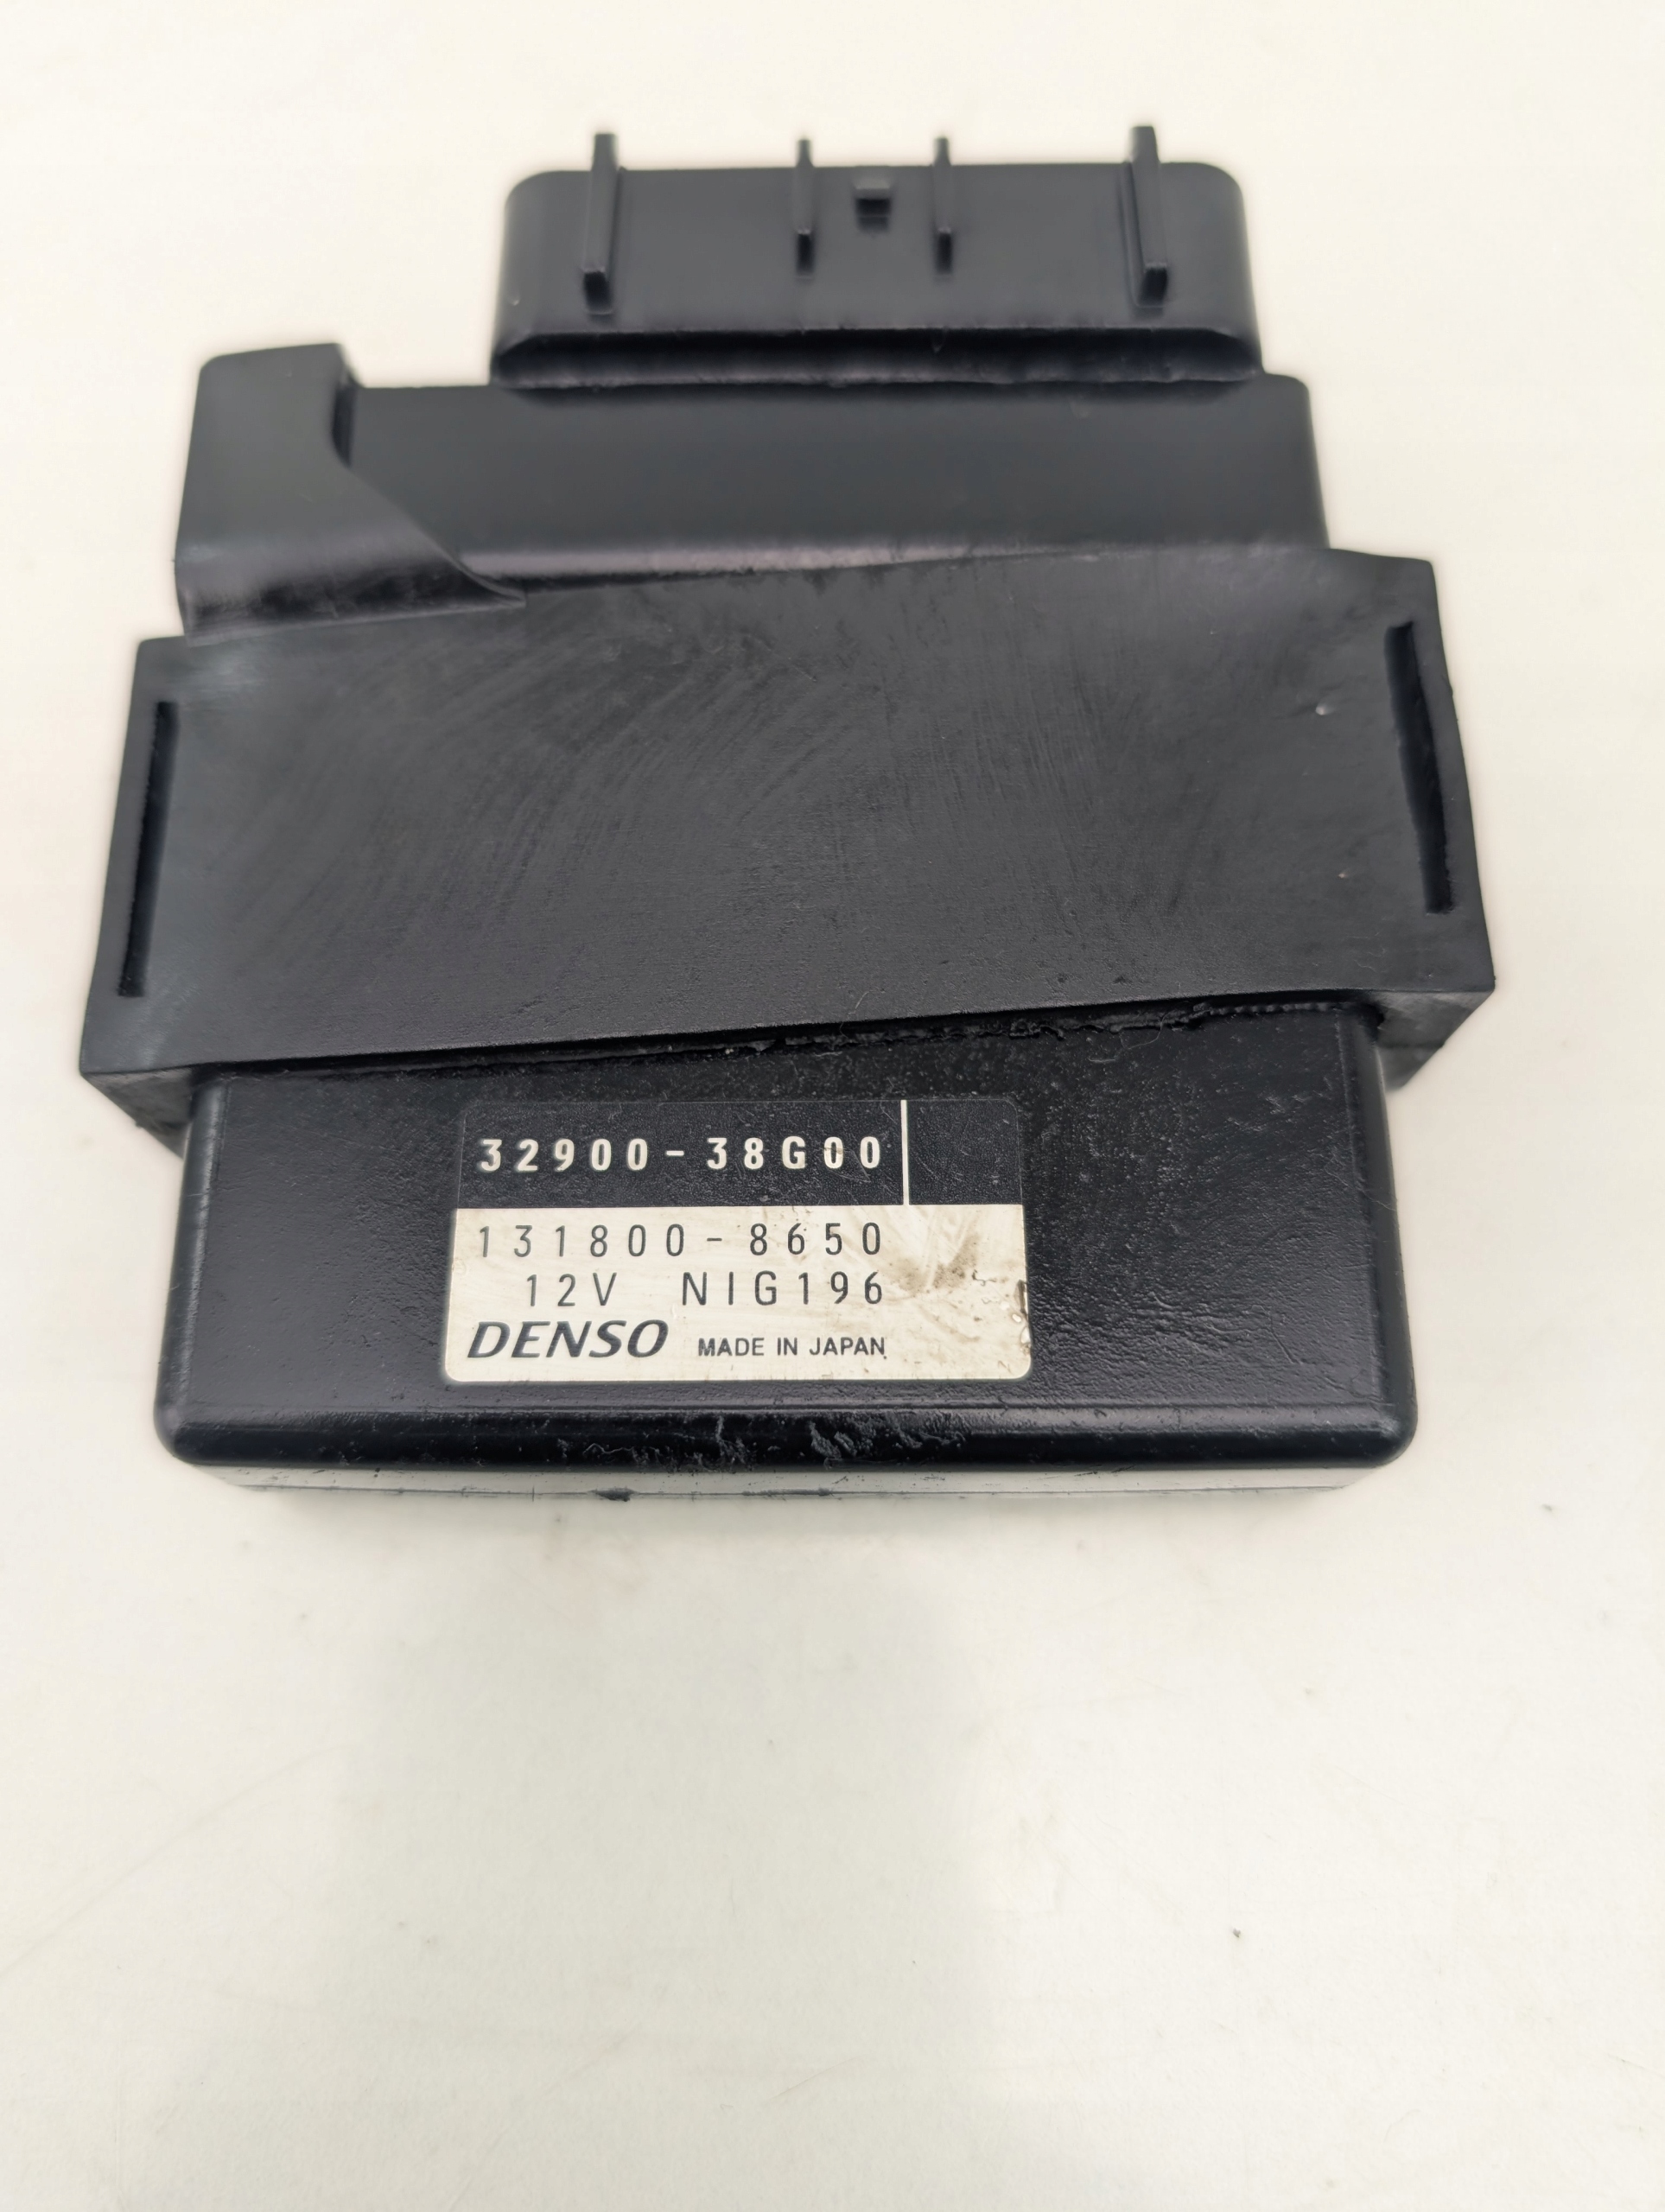 32900-38G00
131800-8650
12V NIG196
DENSO MADE IN JAPAN